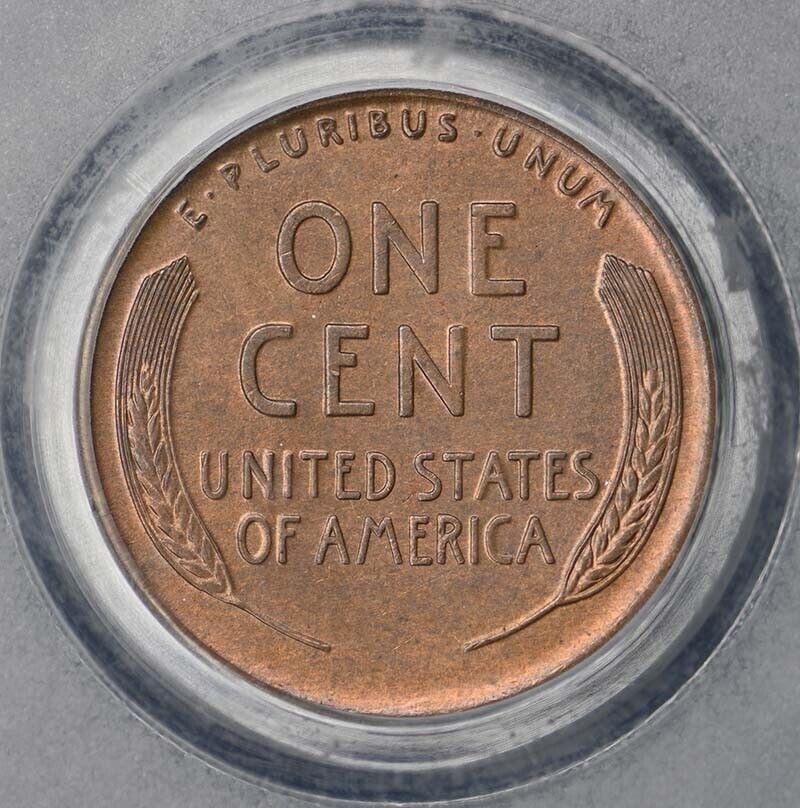 E·PLURIBUS·UNUM
ONE
CENT
UNITED STATES
OF AMERICA